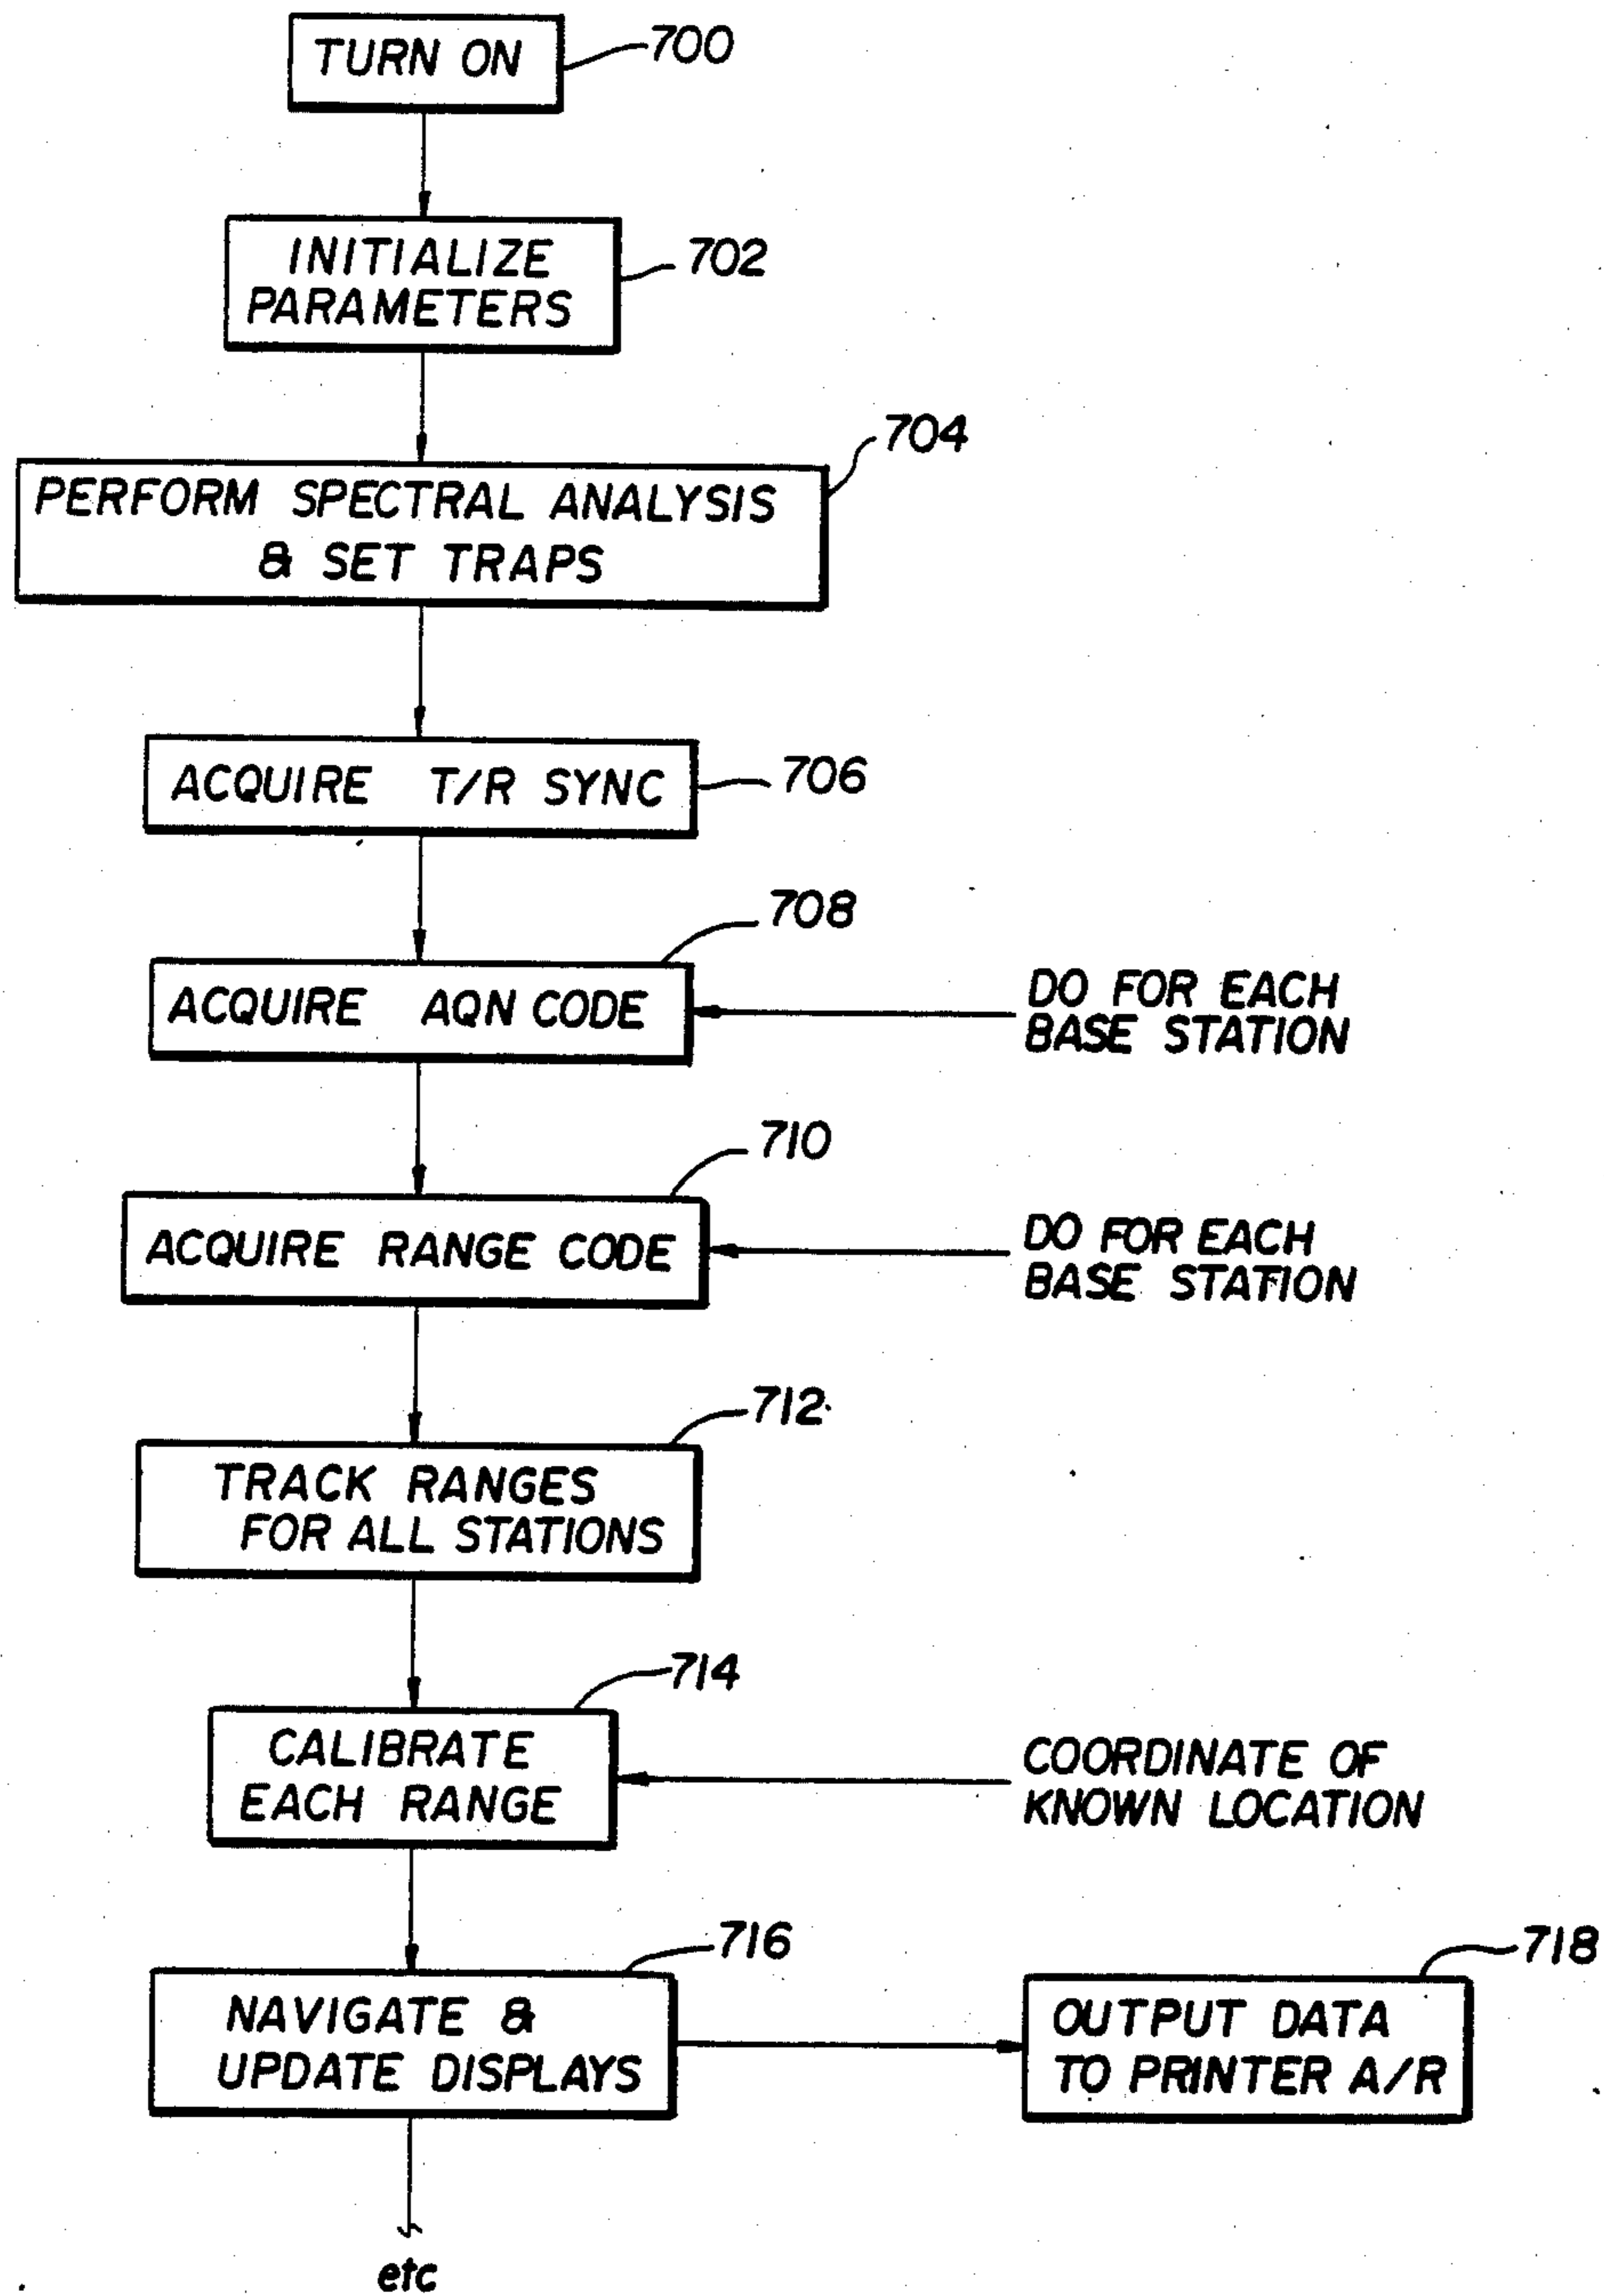 TURN ON
700
INITIALIZE
PARAMETERS
702
704
PERFORM SPECTRAL ANALYSIS
& SET TRAPS
ACQUIRE T/R SYNC
706
708
ACQUIRE AQN CODE
DO FOR EACH
BASE STATION
710
ACQUIRE RANGE CODE
DO FOR EACH
BASE STATION
712
TRACK RANGES
FOR ALL STATIONS
714
CALIBRATE
EACH RANGE
COORDINATE OF
KNOWN LOCATION
716
NAVIGATE &
UPDATE DISPLAYS
718
OUTPUT DATA
TO PRINTER A/R
etc